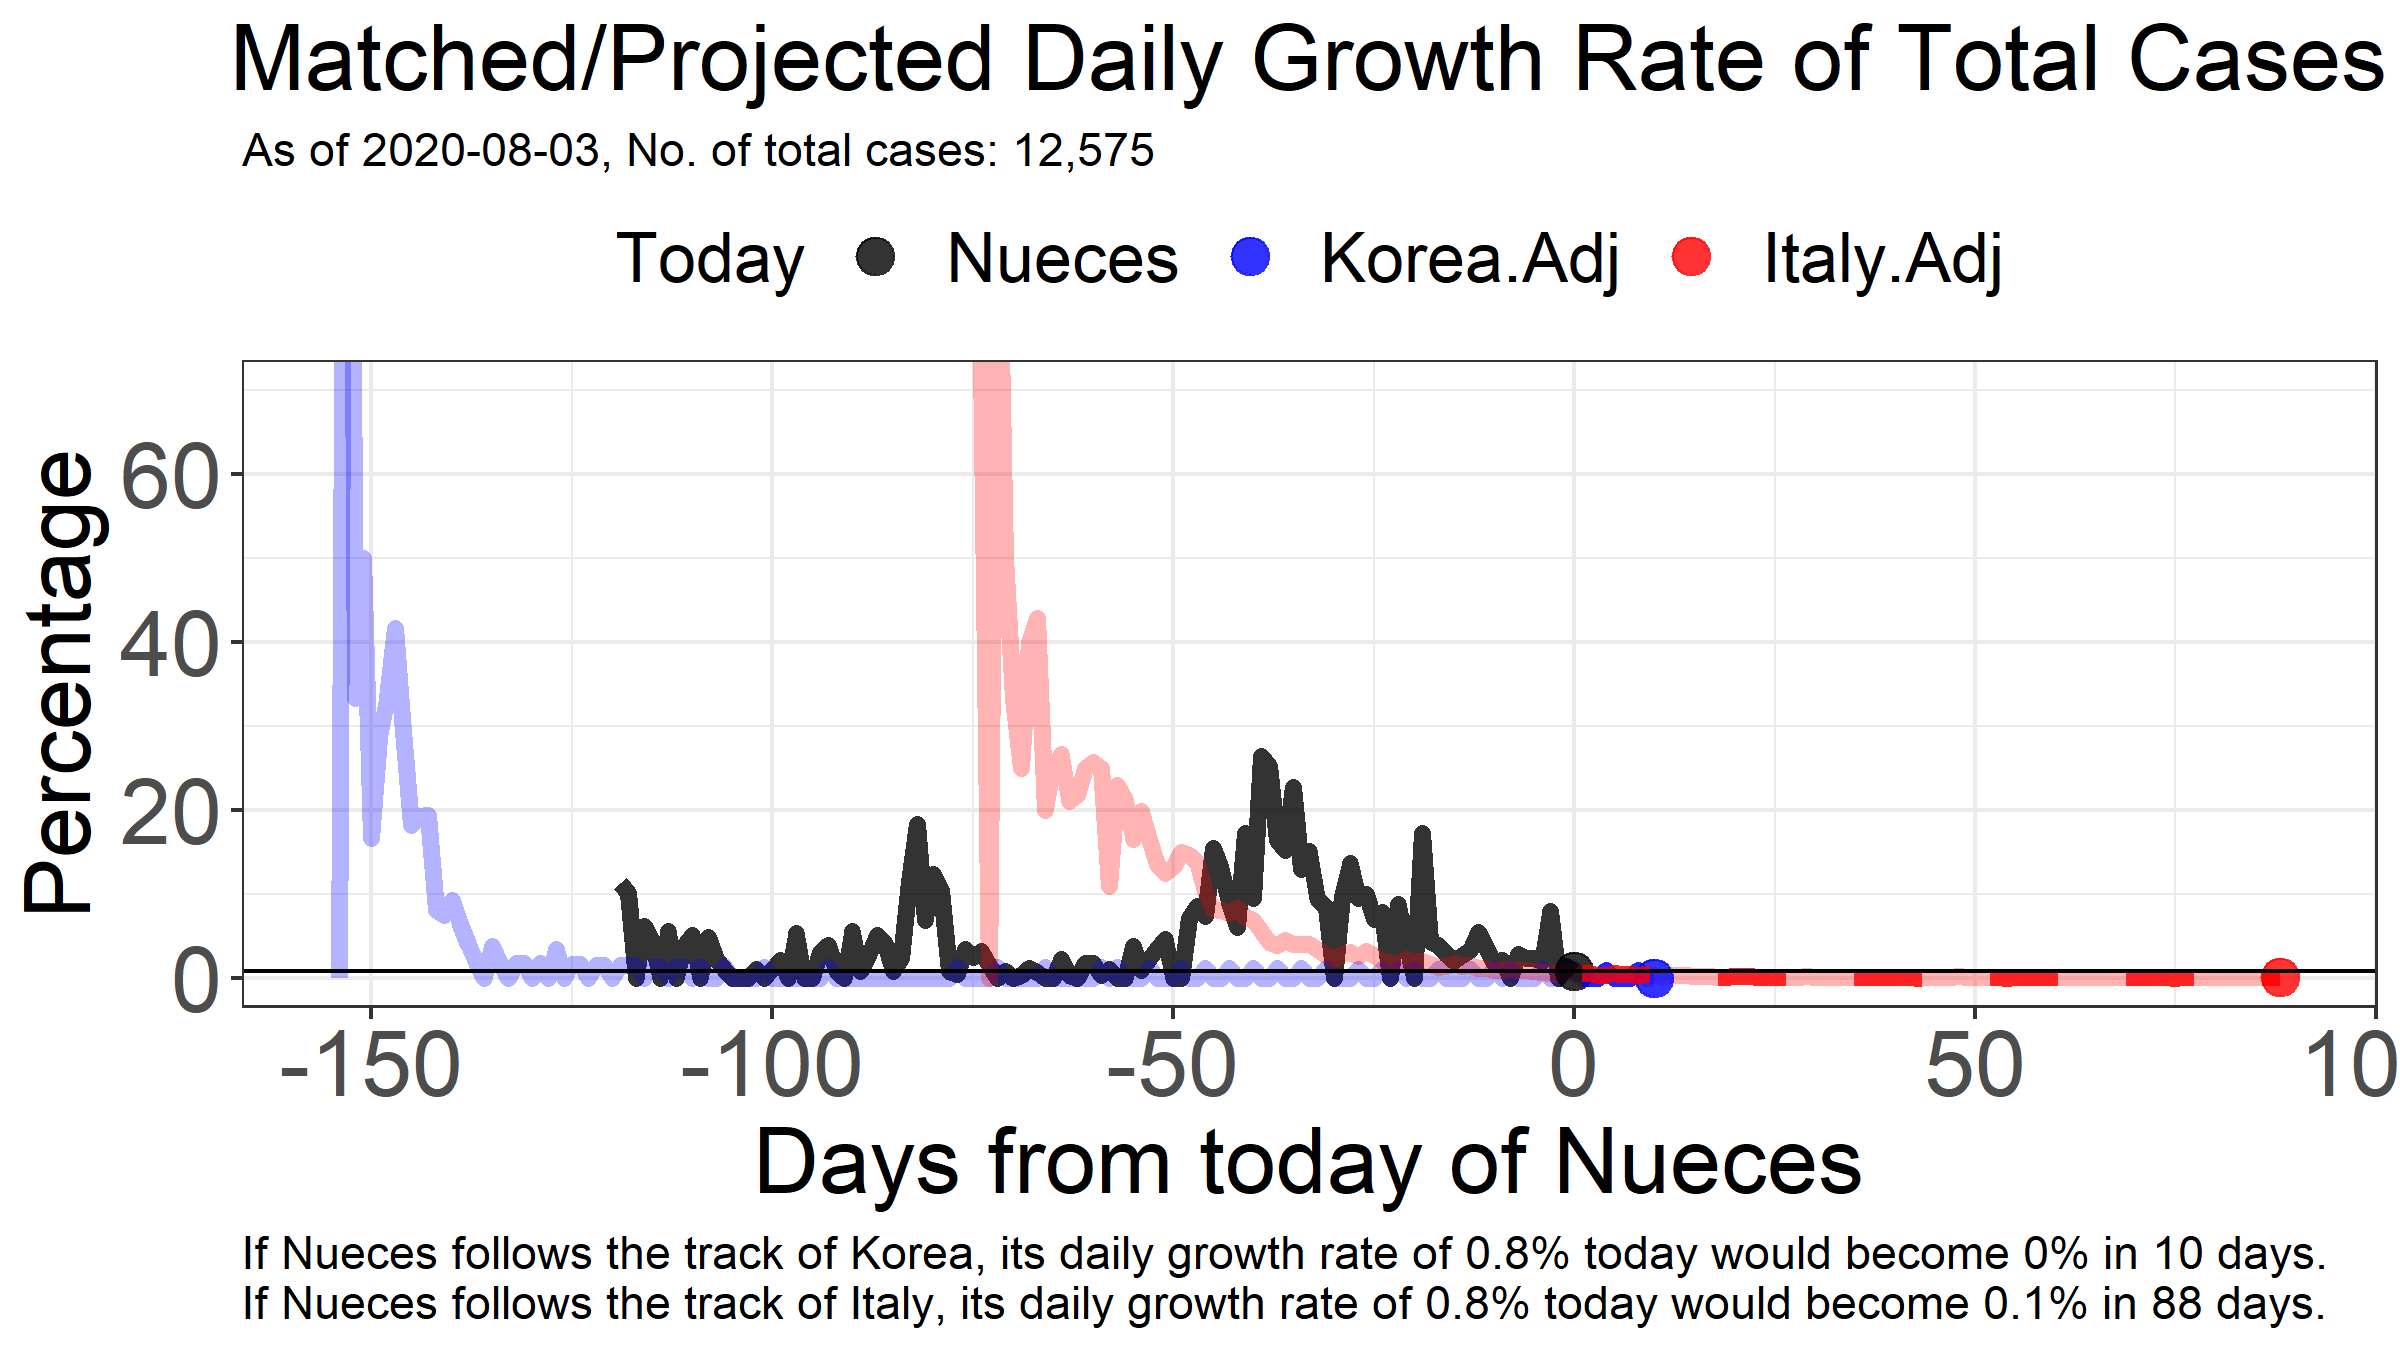 Matched/Projected Daily Growth Rate of Total Cases
As of 2020-08-03, No. of total cases: 12,575
Today Nueces Korea.Adj Italy.Adj
Percentage
60
40
20
0
-150 -100 -50 0 50 10
Days from today of Nueces
If Nueces follows the track of Korea, its daily growth rate of 0.8% today would become 0% in 10 days.
If Nueces follows the track of Italy, its daily growth rate of 0.8% today would become 0.1% in 88 days.